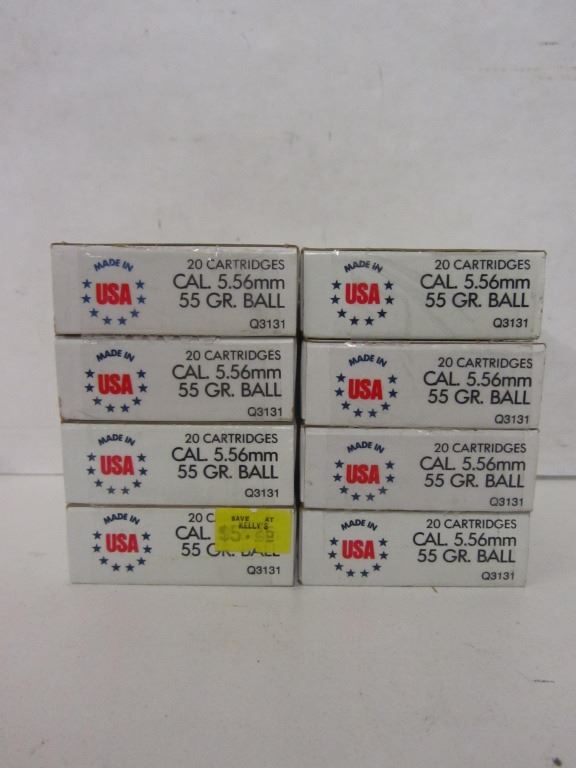 MADE IN
USA
20 CARTRIDGES
CAL. 5.56mm
55 GR. BALL
Q3131
MADE IN
USA
20 CARTRIDGES
CAL. 5.56mm
55 GR. BALL
Q3131
MADE IN
USA
20 CARTRIDGES
CAL. 5.56mm
55 GR. BALL
Q3131
MADE IN
USA
20 CARTRIDGES
CAL. 5.56mm
55 GR. BALL
Q3131
MADE IN
USA
20 CARTRIDGES
CAL. 5.56mm
55 GR. BALL
Q3131
MADE IN
USA
20 CARTRIDGES
CAL. 5.56mm
55 GR. BALL
Q3131
MADE IN
USA
20 C
CAL.
55 GR. BALL
Q3131
SAVE AT
KELLY'S
MADE IN
USA
20 CARTRIDGES
CAL. 5.56mm
55 GR. BALL
Q3131